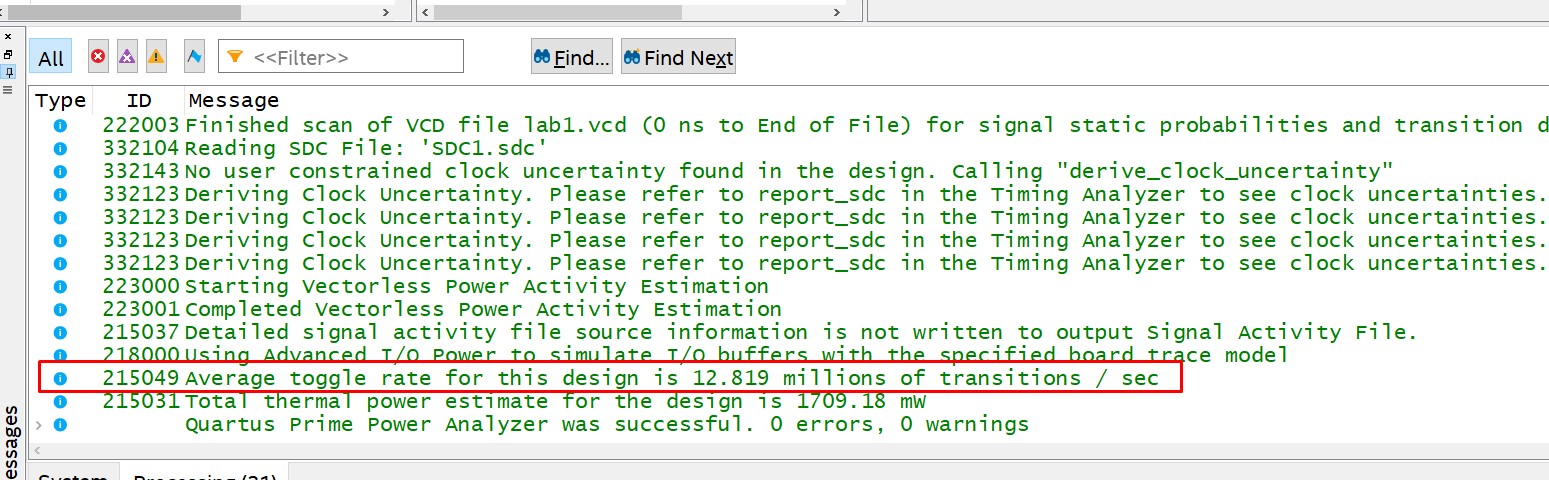 All <<Filter>> Find... Find Next
Type ID Message
222003 Finished scan of VCD file lab1.vcd (0 ns to End of File) for signal static probabilities and transition d
332104 Reading SDC File: 'SDC1.sdc'
332143 No user constrained clock uncertainty found in the design. Calling "derive_clock_uncertainty"
332123 Deriving Clock Uncertainty. Please refer to report_sdc in the Timing Analyzer to see clock uncertainties.
332123 Deriving Clock Uncertainty. Please refer to report_sdc in the Timing Analyzer to see clock uncertainties.
332123 Deriving Clock Uncertainty. Please refer to report_sdc in the Timing Analyzer to see clock uncertainties.
332123 Deriving Clock Uncertainty. Please refer to report_sdc in the Timing Analyzer to see clock uncertainties.
223000 Starting Vectorless Power Activity Estimation
223001 Completed Vectorless Power Activity Estimation
215037 Detailed signal activity file source information is not written to output Signal Activity File.
218000 Using Advanced I/O Power to simulate I/O buffers with the specified board trace model
215049 Average toggle rate for this design is 12.819 millions of transitions / sec
215031 Total thermal power estimate for the design is 1709.18 mW
Quartus Prime Power Analyzer was successful. 0 errors, 0 warnings
essages
System Processing (31)